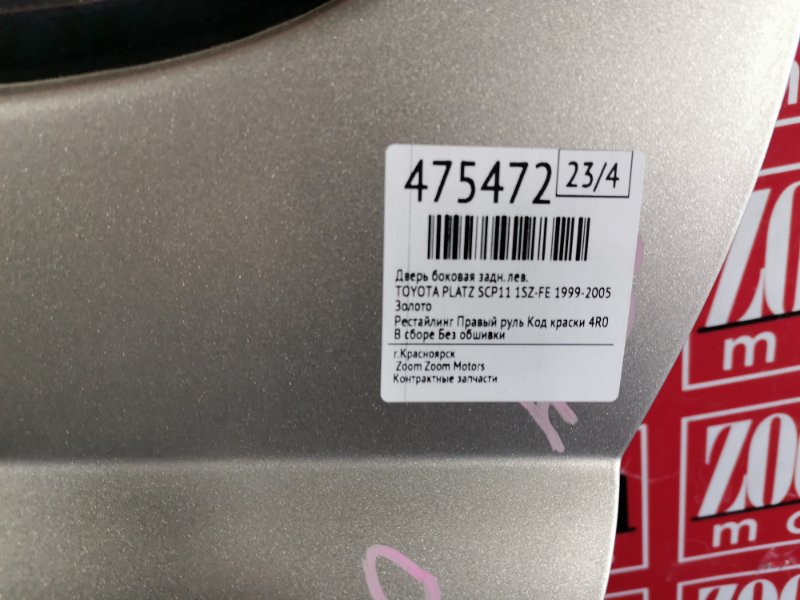 475472 23/4
Дверь боковая задн.лев.
TOYOTA PLATZ SCP11 1SZ-FE 1999-2005
Золото
Рестайлинг Правый руль Код краски 4R0
В сборе Без обшивки
г.Красноярск
Zoom Zoom Motors
Контрактные запчасти